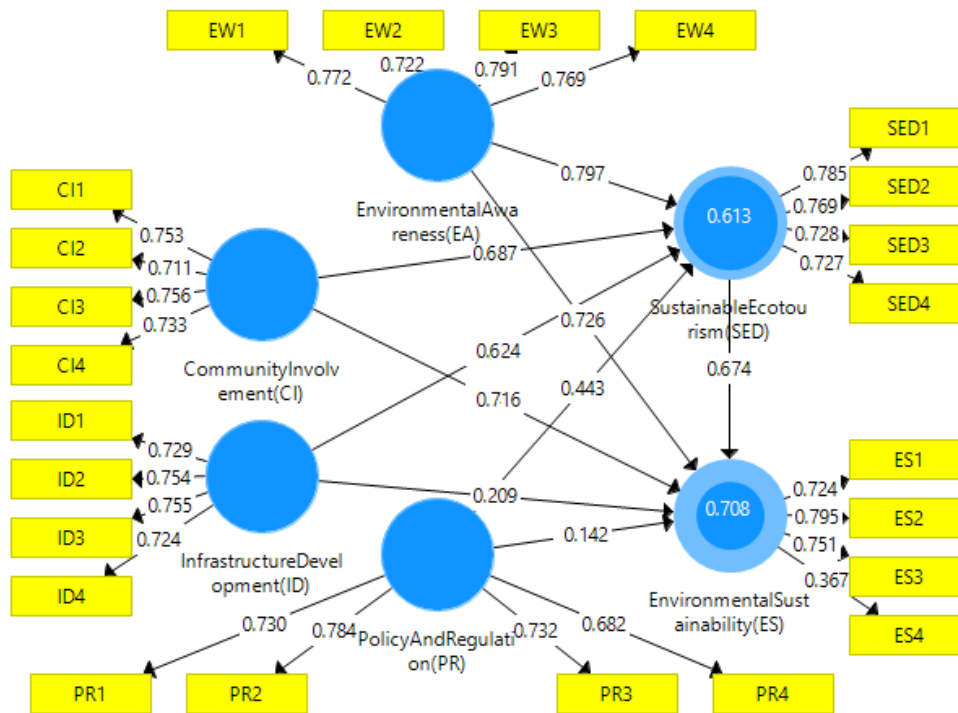 EW1
EW2
EW3
EW4
0.772
0.722
0.791
0.769
SED1
SED2
SED3
SED4
0.785
0.769
0.728
0.727
CI1
CI2
CI3
CI4
0.753
0.711
0.756
0.733
EnvironmentalAwa
reness(EA)
0.797
0.613
0.687
SustainableEcotou
rism(SED)
0.726
0.624
0.443
0.674
CommunityInvolv
ement(CI)
0.716
ID1
ID2
ID3
ID4
0.729
0.754
0.755
0.724
InfrastructureDevel
opment(ID)
0.209
0.142
0.708
ES1
ES2
ES3
ES4
0.724
0.795
0.751
0.367
EnvironmentalSust
ainability(ES)
PolicyAndRegulati
on(PR)
0.730
0.784
0.732
0.682
PR1
PR2
PR3
PR4